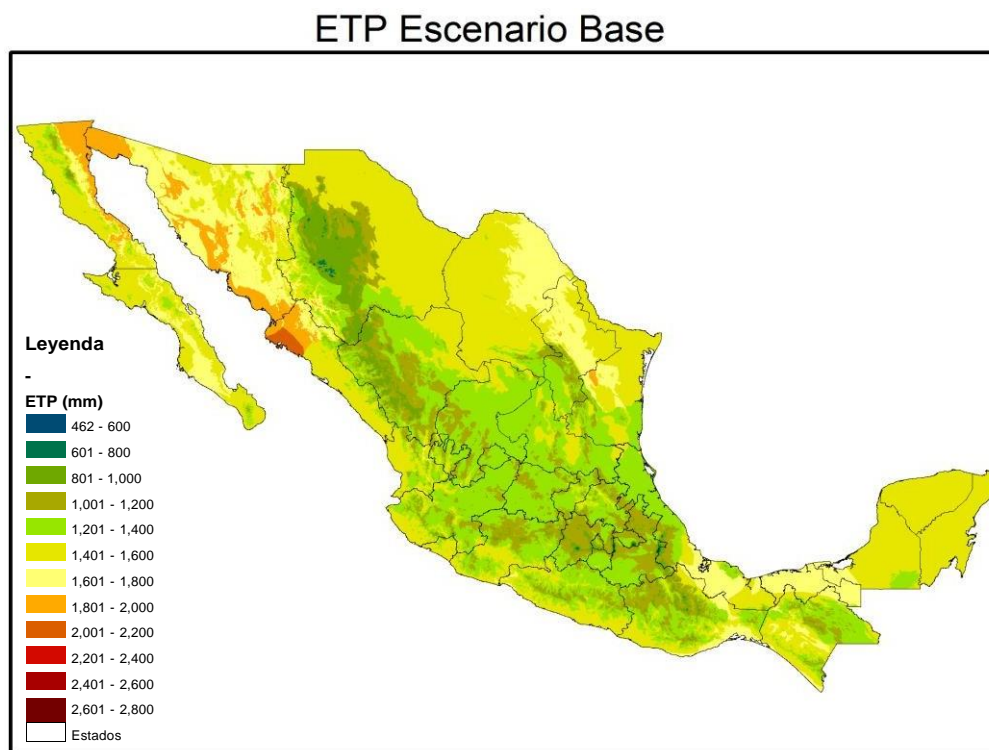 ETP Escenario Base
Leyenda
-
ETP (mm)
462 - 600
601 - 800
801 - 1,000
1,001 - 1,200
1,201 - 1,400
1,401 - 1,600
1,601 - 1,800
1,801 - 2,000
2,001 - 2,200
2,201 - 2,400
2,401 - 2,600
2,601 - 2,800
Estados